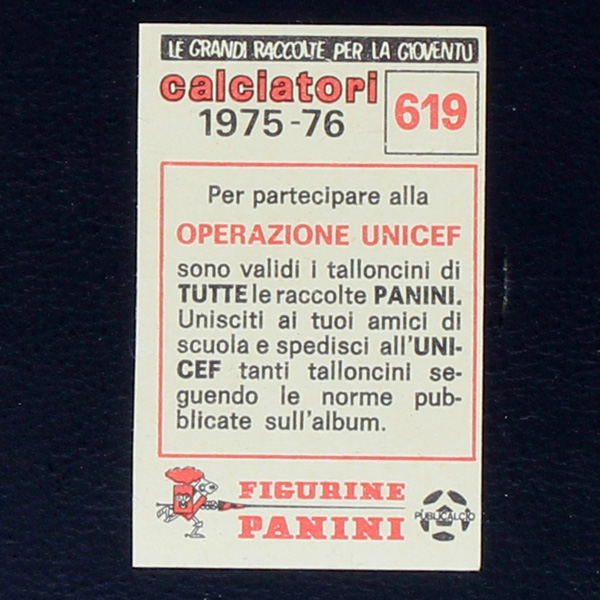 LE GRANDI RACCOLTE PER LA GIOVENTU
calciatori
1975-76
619
Per partecipare alla
OPERAZIONE UNICEF
sono validi i talloncini di
TUTTE le raccolte PANINI.
Unisciti ai tuoi amici di
scuola e spedisci all'UNI-
CEF tanti talloncini se-
guendo le norme pub-
blicate sull'album.
FIGURINE
PANINI
PUBLICALCIO